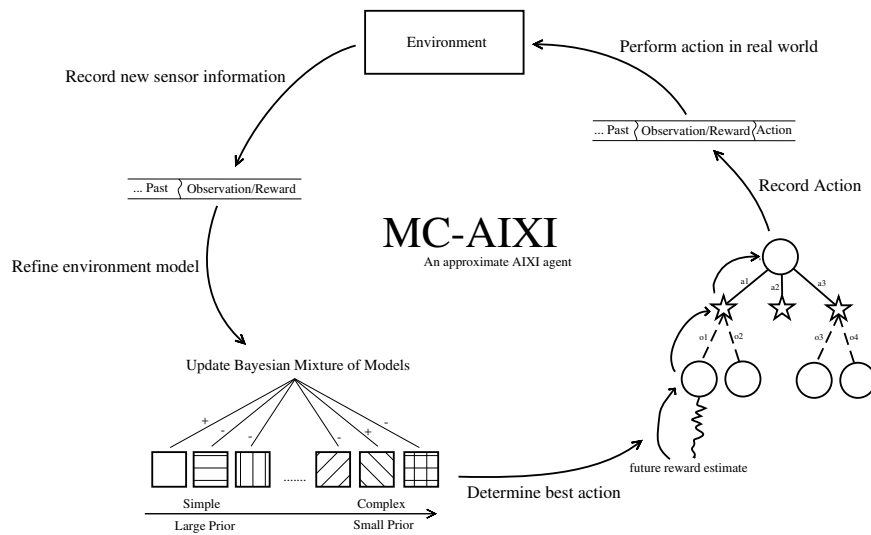 Environment
Perform action in real world
Record new sensor information
... Past Observation/Reward Action
... Past Observation/Reward
Record Action
MC-AIXI
An approximate AIXI agent
Refine environment model
a1 a2 a3
o1 o2 o3 o4
Update Bayesian Mixture of Models
+ - - - + -
.......
future reward estimate
Determine best action
Simple Complex
Large Prior Small Prior